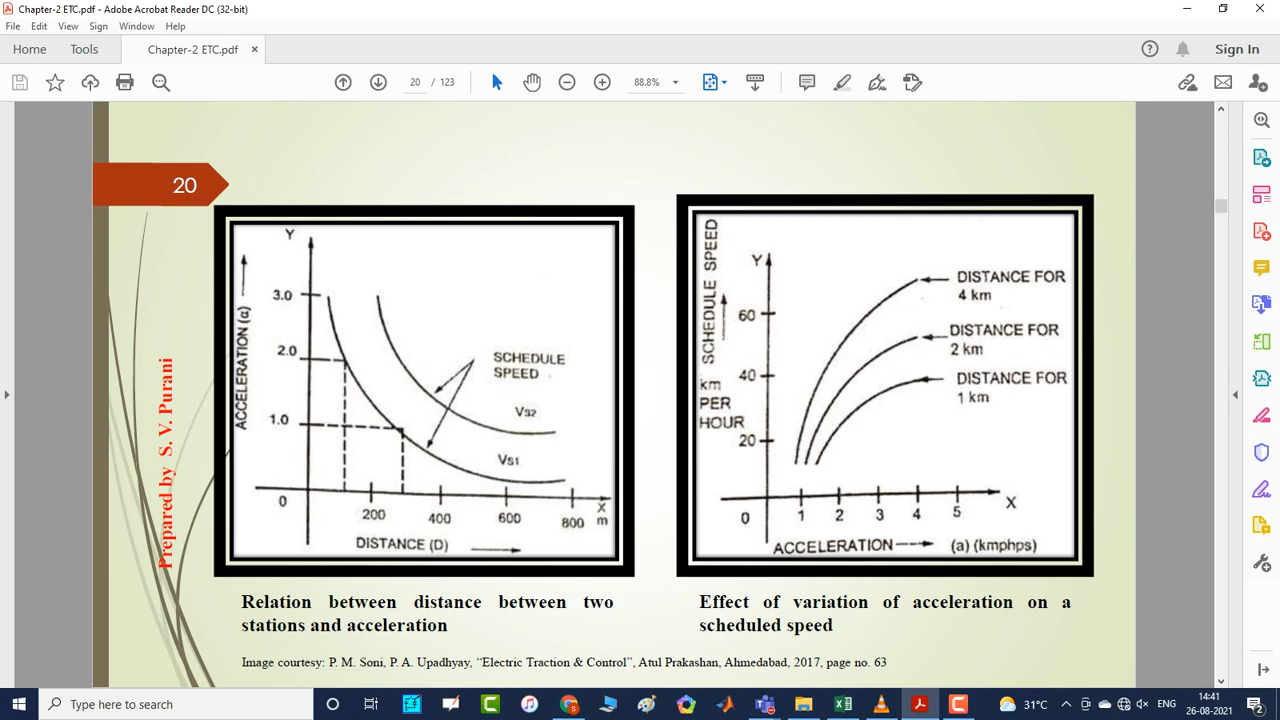 Chapter-2 ETC.pdf - Adobe Acrobat Reader DC (32-bit)
File Edit View Sign Window Help
Home Tools Chapter-2 ETC.pdf × Sign In
20 / 123 88.8%
20
Prepared by S. V. Purani
Y
ACCELERATION (α)
3.0
2.0
1.0
0
SCHEDULE
SPEED
Vs2
Vs1
200 400 600 800
X
m
DISTANCE (D)
SCHEDULE SPEED
km
PER
HOUR
Y
60
40
20
0
DISTANCE FOR
4 km
DISTANCE FOR
2 km
DISTANCE FOR
1 km
1 2 3 4 5
X
ACCELERATION (a) (kmphps)
Relation between distance between two
stations and acceleration
Effect of variation of acceleration on a
scheduled speed
Image courtesy: P. M. Soni, P. A. Upadhyay, “Electric Traction & Control”, Atul Prakashan, Ahmedabad, 2017, page no. 63
Type here to search
31°C ENG
14:41
26-08-2021
2